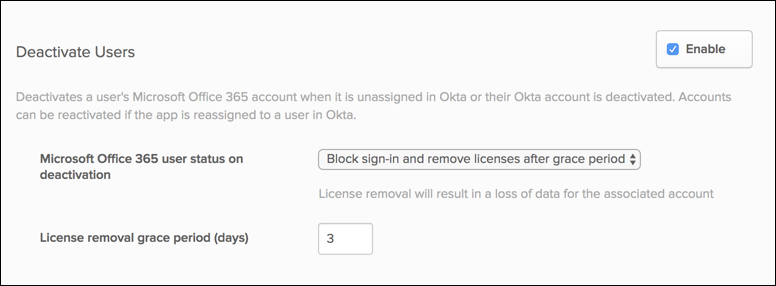 Deactivate Users
Enable
Deactivates a user's Microsoft Office 365 account when it is unassigned in Okta or their Okta account is deactivated. Accounts
can be reactivated if the app is reassigned to a user in Okta.
Microsoft Office 365 user status on
deactivation
Block sign-in and remove licenses after grace period
License removal will result in a loss of data for the associated account
License removal grace period (days)
3